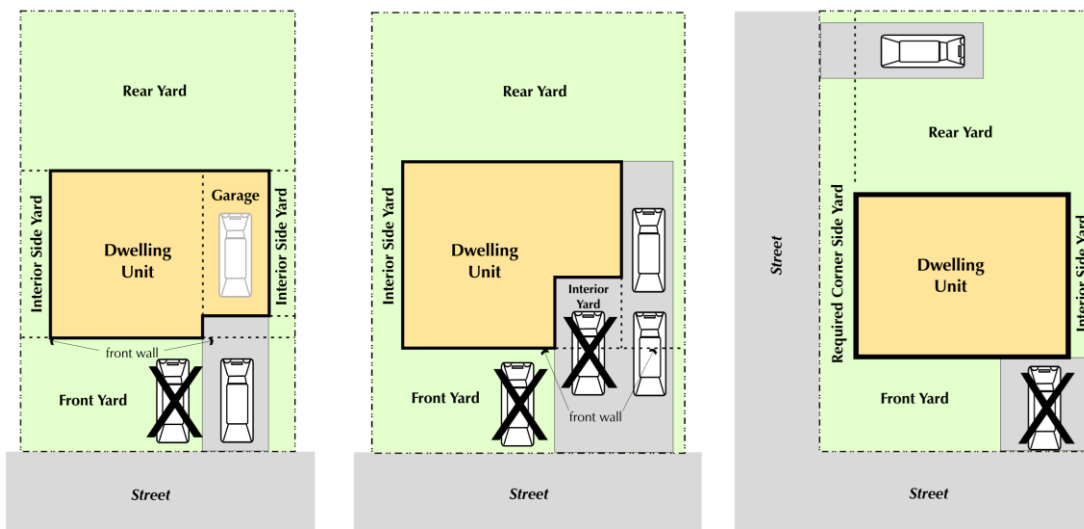 Rear Yard
Interior Side Yard
Garage
Dwelling
Unit
Interior Side Yard
front wall
Front Yard
Street
Rear Yard
Interior Side Yard
Dwelling
Unit
Interior
Yard
Front Yard
front wall
Street
Street
Rear Yard
Required Corner Side Yard
Dwelling
Unit
Interior Side Yard
Front Yard
Street